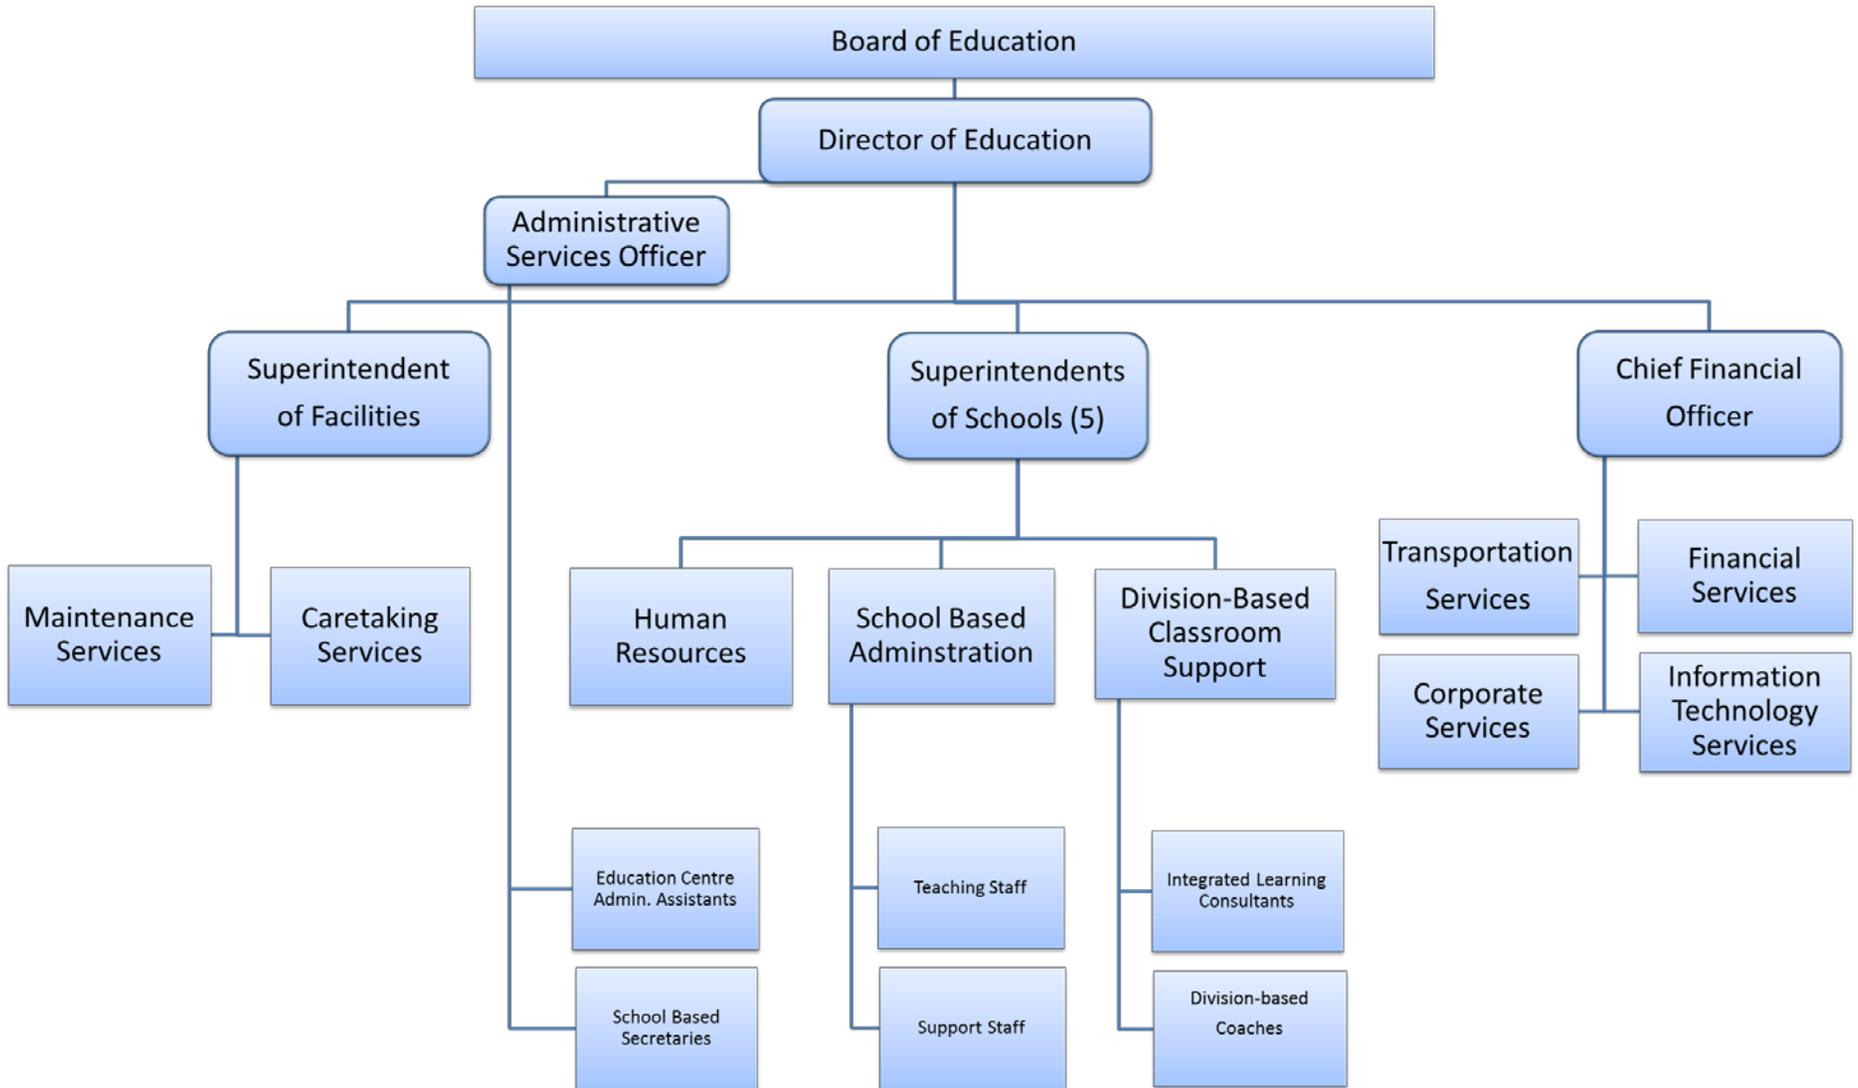 Board of Education
Director of Education
Administrative
Services Officer
Superintendent
of Facilities
Superintendents
of Schools (5)
Chief Financial
Officer
Maintenance
Services
Caretaking
Services
Human
Resources
School Based
Adminstration
Division-Based
Classroom
Support
Transportation
Services
Financial
Services
Corporate
Services
Information
Technology
Services
Education Centre
Admin. Assistants
Teaching Staff
Integrated Learning
Consultants
School Based
Secretaries
Support Staff
Division-based
Coaches